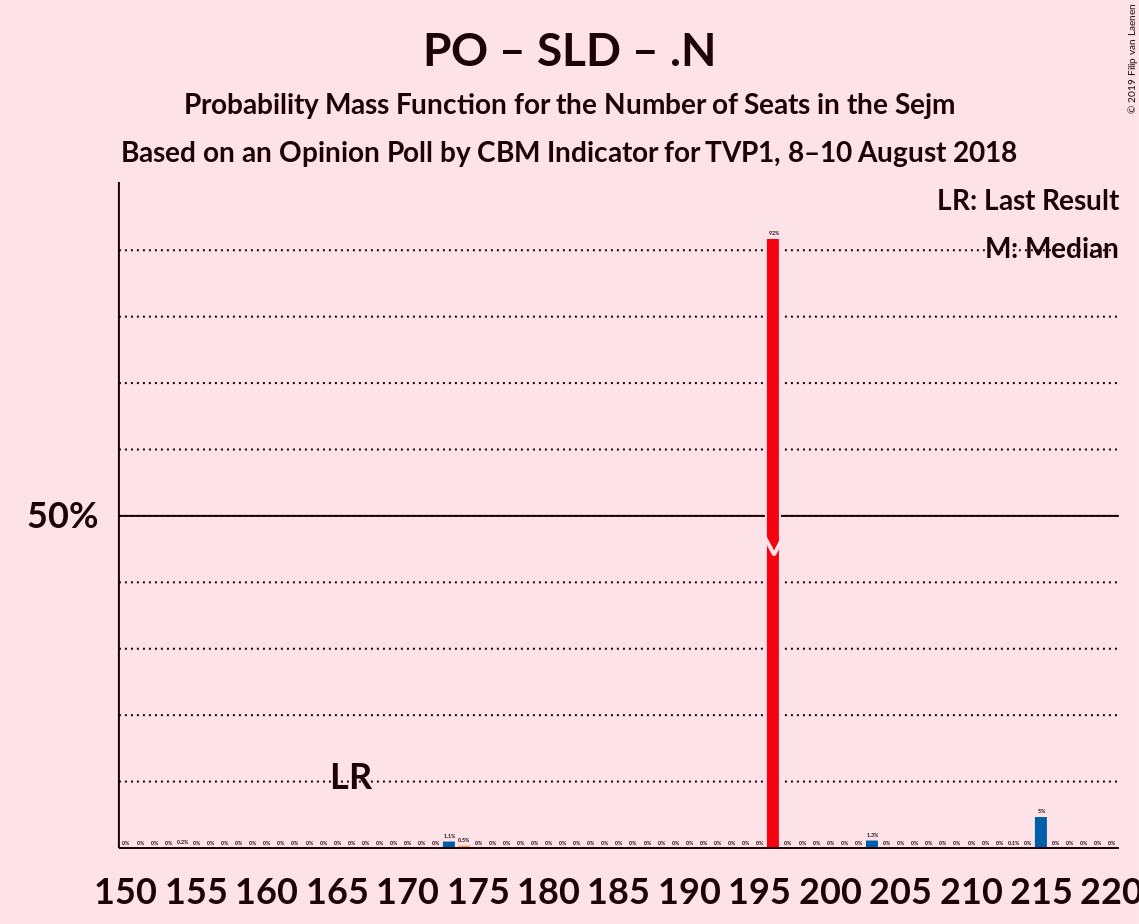 PO – SLD – .N
Probability Mass Function for the Number of Seats in the Sejm
Based on an Opinion Poll by CBM Indicator for TVP1, 8–10 August 2018
© 2019 Filip van Laenen
LR: Last Result
M: Median
92%
50%
M
LR
5%
1.1% 0.5% 1.3%
0% 0% 0% 0% 0.2% 0% 0% 0% 0% 0% 0% 0% 0% 0% 0% 0% 0% 0% 0% 0% 0% 0% 0% 0% 0% 0% 0% 0% 0% 0% 0% 0% 0% 0% 0% 0% 0% 0% 0% 0% 0% 0% 0% 0% 0% 0% 0% 0% 0% 0% 0% 0% 0% 0% 0% 0% 0% 0% 0% 0.1% 0% 0% 0% 0% 0% 0%
150 155 160 165 170 175 180 185 190 195 200 205 210 215 220